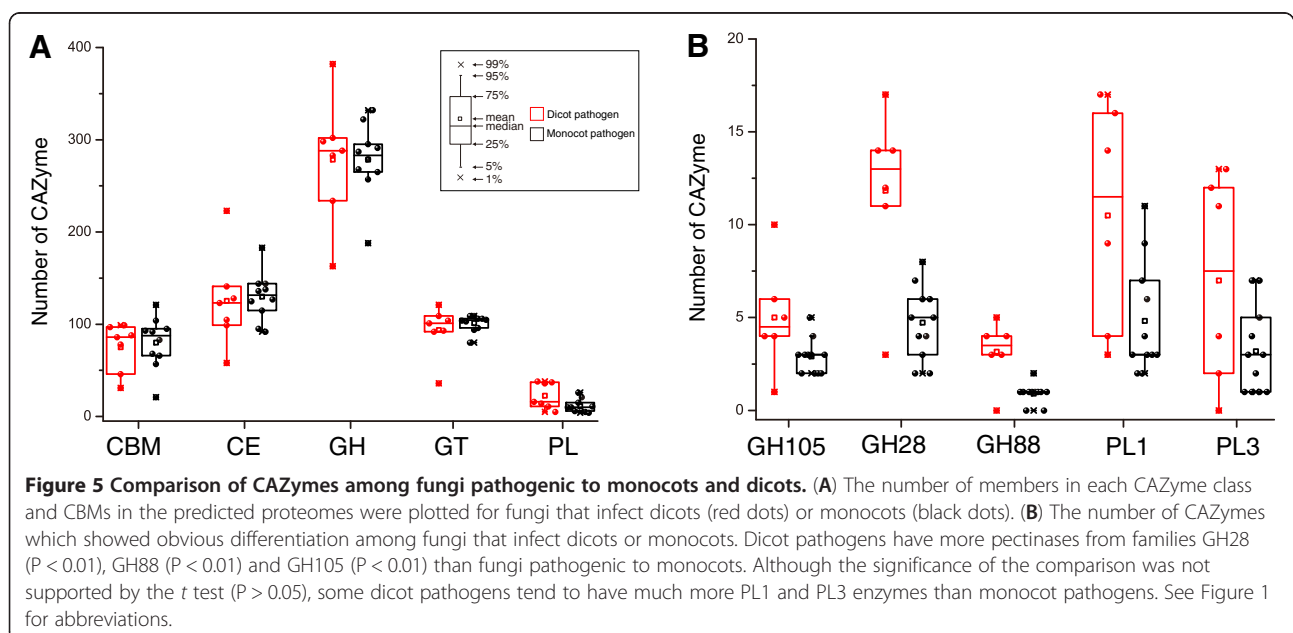 A
B
400
300
200
100
0
Number of CAZyme
CBM
CE
GH
GT
PL
99%
95%
75%
mean
median
25%
5%
1%
Dicot pathogen
Monocot pathogen
20
15
10
5
0
Number of CAZyme
GH105
GH28
GH88
PL1
PL3
Figure 5 Comparison of CAZymes among fungi pathogenic to monocots and dicots. (A) The number of members in each CAZyme class
and CBMs in the predicted proteomes were plotted for fungi that infect dicots (red dots) or monocots (black dots). (B) The number of CAZymes
which showed obvious differentiation among fungi that infect dicots or monocots. Dicot pathogens have more pectinases from families GH28
(P < 0.01), GH88 (P < 0.01) and GH105 (P < 0.01) than fungi pathogenic to monocots. Although the significance of the comparison was not
supported by the t test (P > 0.05), some dicot pathogens tend to have much more PL1 and PL3 enzymes than monocot pathogens. See Figure 1
for abbreviations.